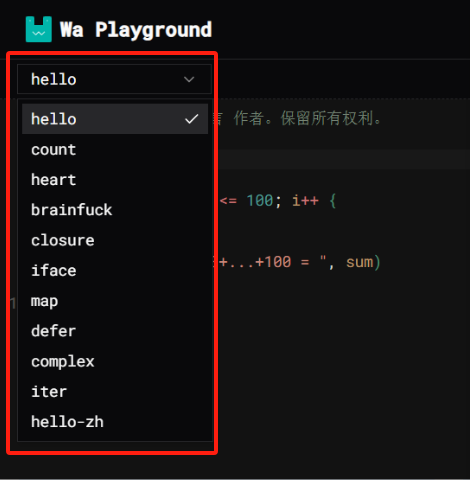 Wa Playground
hello
hello
言 作者。保留所有权利。
count
heart
brainfuck
<= 100; i++ {
closure
iface
+...+100 = ", sum)
map
1
defer
complex
iter
hello-zh